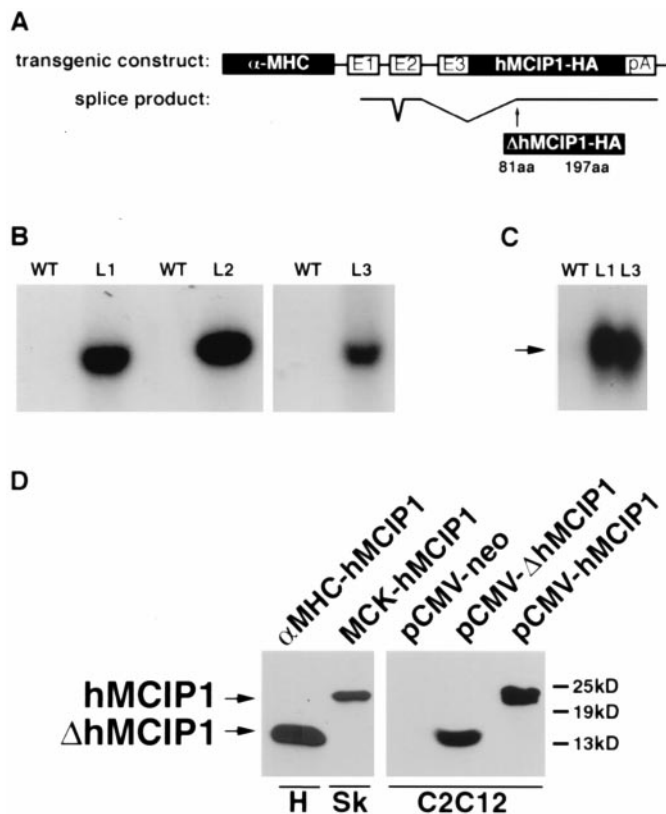 A
transgenic construct: α-MHC E1 E2 E3 hMCIP1-HA pA
splice product:
ΔhMCIP1-HA
81aa 197aa
B
WT L1 WT L2 WT L3
C
WT L1 L3
D
αMHC-hMCIP1
MCK-hMCIP1
pCMV-neo
pCMV-ΔhMCIP1
pCMV-hMCIP1
hMCIP1
ΔhMCIP1
25kD
19kD
13kD
H Sk C2C12